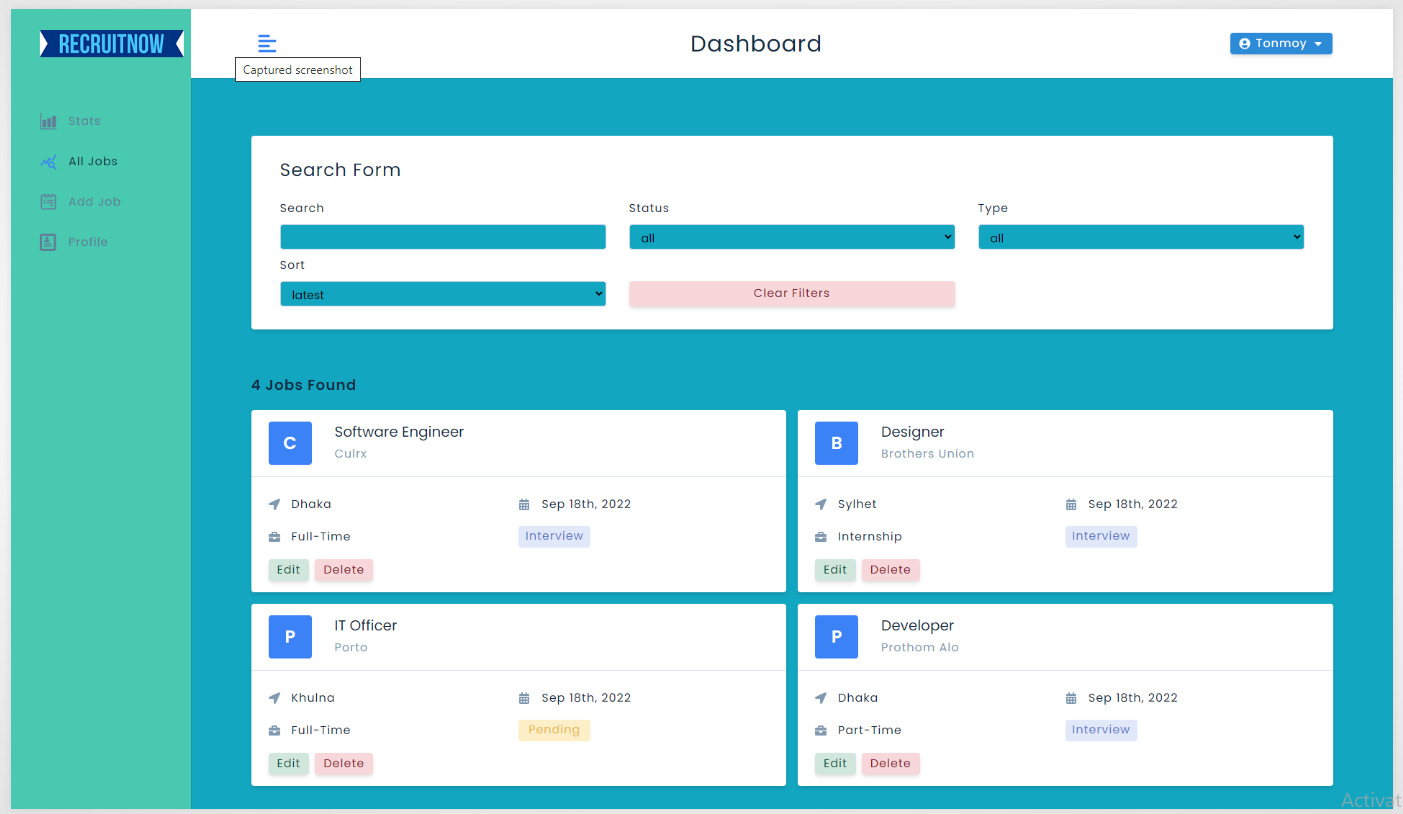 RECRUITNOW
Dashboard
Tonmoy
Captured screenshot
Stats
All Jobs
Add Job
Profile
Search Form
Search
Status
Type
all
all
Sort
latest
Clear Filters
4 Jobs Found
C
Software Engineer
Culrx
Dhaka
Sep 18th, 2022
Full-Time
Interview
Edit
Delete
B
Designer
Brothers Union
Sylhet
Sep 18th, 2022
Internship
Interview
Edit
Delete
P
IT Officer
Porto
Khulna
Sep 18th, 2022
Full-Time
Pending
Edit
Delete
P
Developer
Prothom Alo
Dhaka
Sep 18th, 2022
Part-Time
Interview
Edit
Delete
Activat